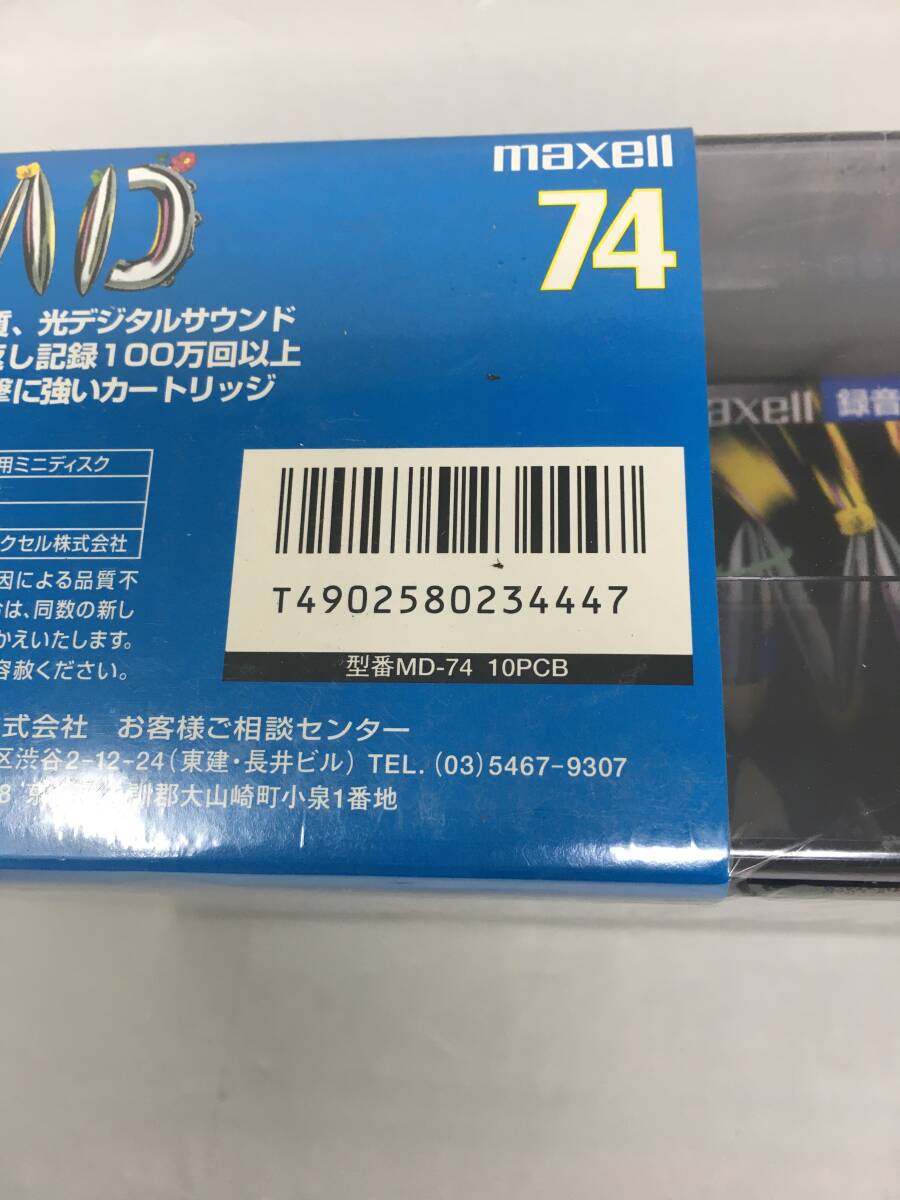 maxell
74
MD
質、光デジタルサウンド
返し記録100万回以上
撃に強いカートリッジ
maxell 録音
用ミニディスク
クセル株式会社
因による品質不
は、同数の新し
かえいたします。
容赦ください。
T4902580234447
型番MD-74 10PCB
式会社 お客様ご相談センター
区渋谷2-12-24(東建・長井ビル) TEL.(03)5467-9307
8 京 訓郡大山崎町小泉1番地